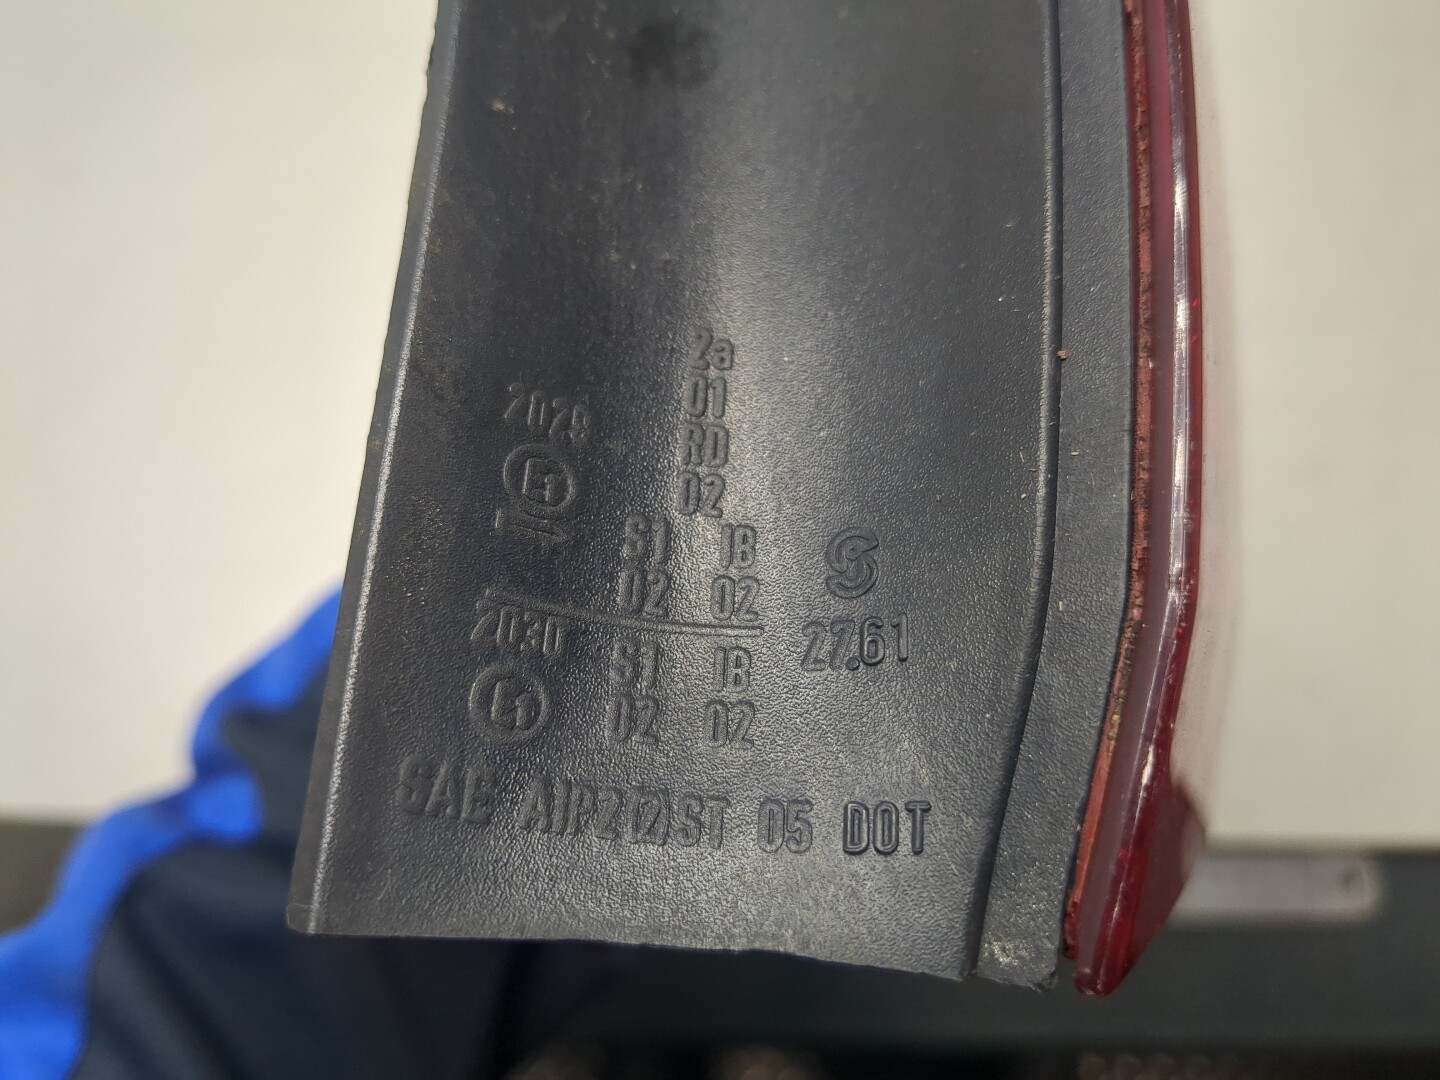 2a
01
RD
02
2029
E1
S1 IB
02 02
2030
E1
S1 IB
02 02
27.61
SAE AIP2(2)ST 05 DOT